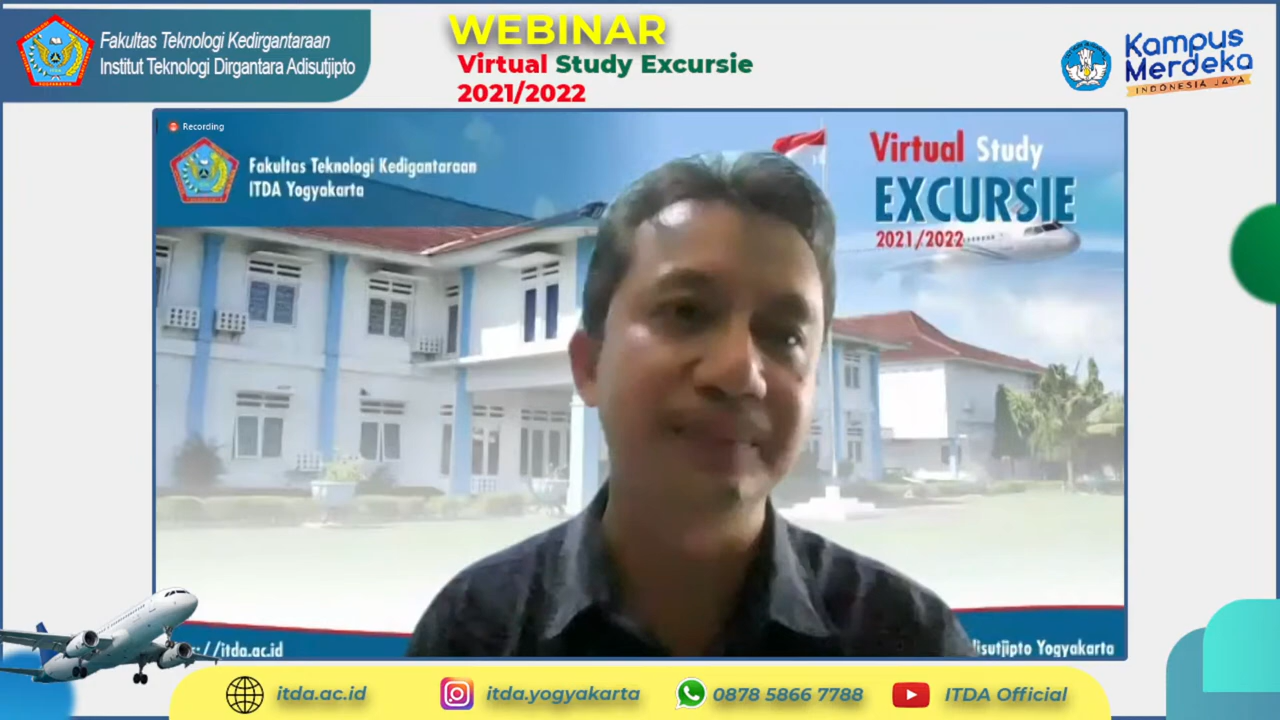 Fakultas Teknologi Kedirgantaraan
Institut Teknologi Dirgantara Adisutjipto
WEBINAR
Virtual Study Excursie
2021/2022
Kampus
Merdeka
INDONESIA JAYA
Recording
Fakultas Teknologi Kedigantaraan
ITDA Yogyakarta
Virtual Study
EXCURSIE
2021/2022
://itda.ac.id
disutjipto Yogyakarta
itda.ac.id
itda.yogyakarta
0878 5866 7788
ITDA Official